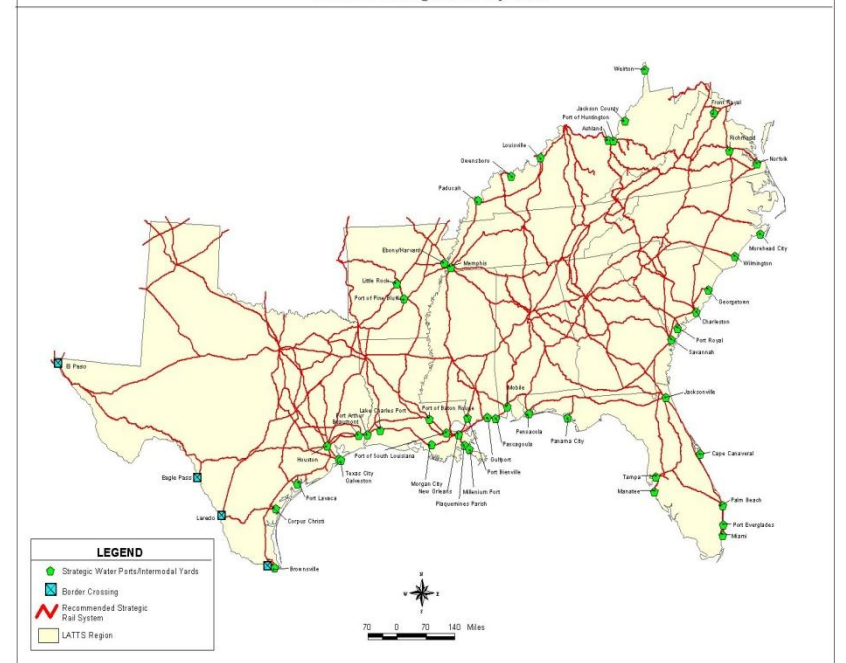 Weirton
Jackson County
Port of Huntington
Ashland
Front Royal
Louisville
Richmond
Owensboro
Norfolk
Paducah
Morehead City
Ebony/Harvard
Memphis
Wilmington
Little Rock
Port of Pine Bluff
Georgetown
Charleston
Port Royal
Savannah
El Paso
Jacksonville
Mobile
Lake Charles Port
Port of Baton Rouge
Port Arthur
Beaumont
Pensacola
Panama City
Pascagoula
Houston
Port of South Louisiana
Gulfport
Cape Canaveral
Port Bienville
Texas City
Galveston
Morgan City
New Orleans
Millenium Port
Plaquemines Parish
Eagle Pass
Tampa
Manatee
Port Lavaca
Palm Beach
Laredo
Corpus Christi
Port Everglades
Miami
Brownsville
LEGEND
Strategic Water Ports/Intermodal Yards
Border Crossing
Recommended Strategic
Rail System
LATTS Region
N
W
E
S
70 0 70 140 Miles